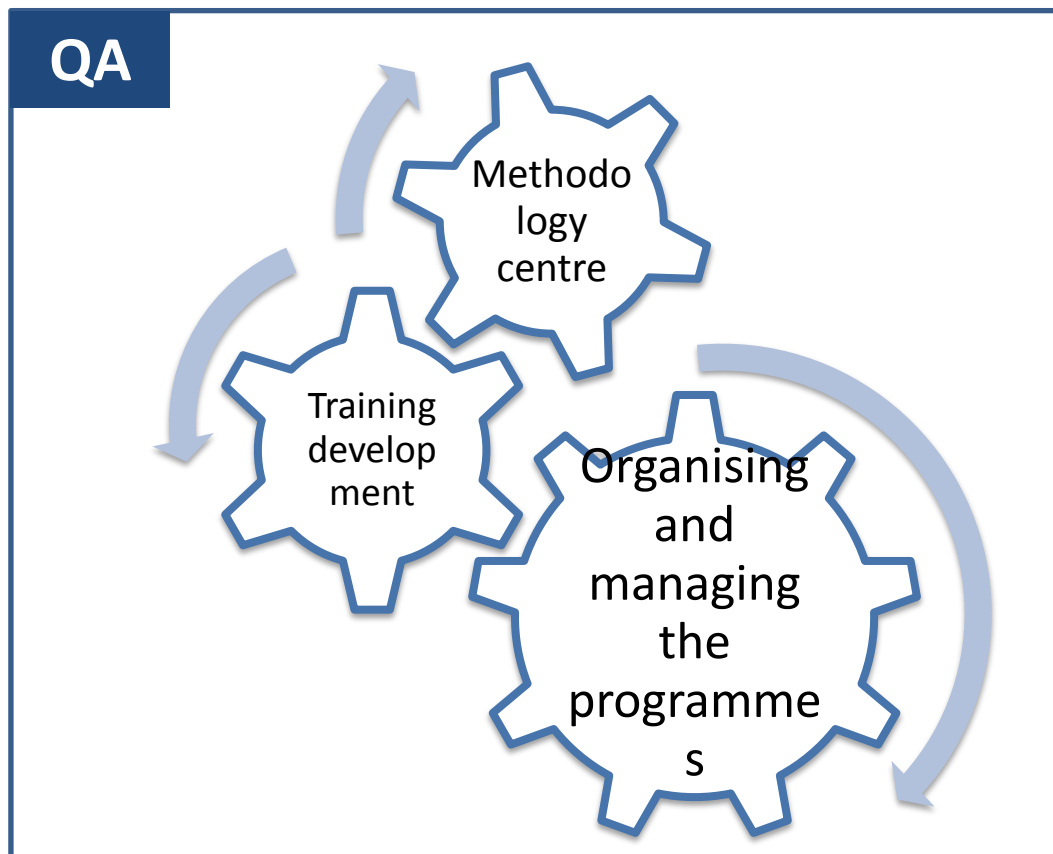 QA
Methodo
logy
centre
Training
develop
ment
Organising
and
managing
the
programme
s